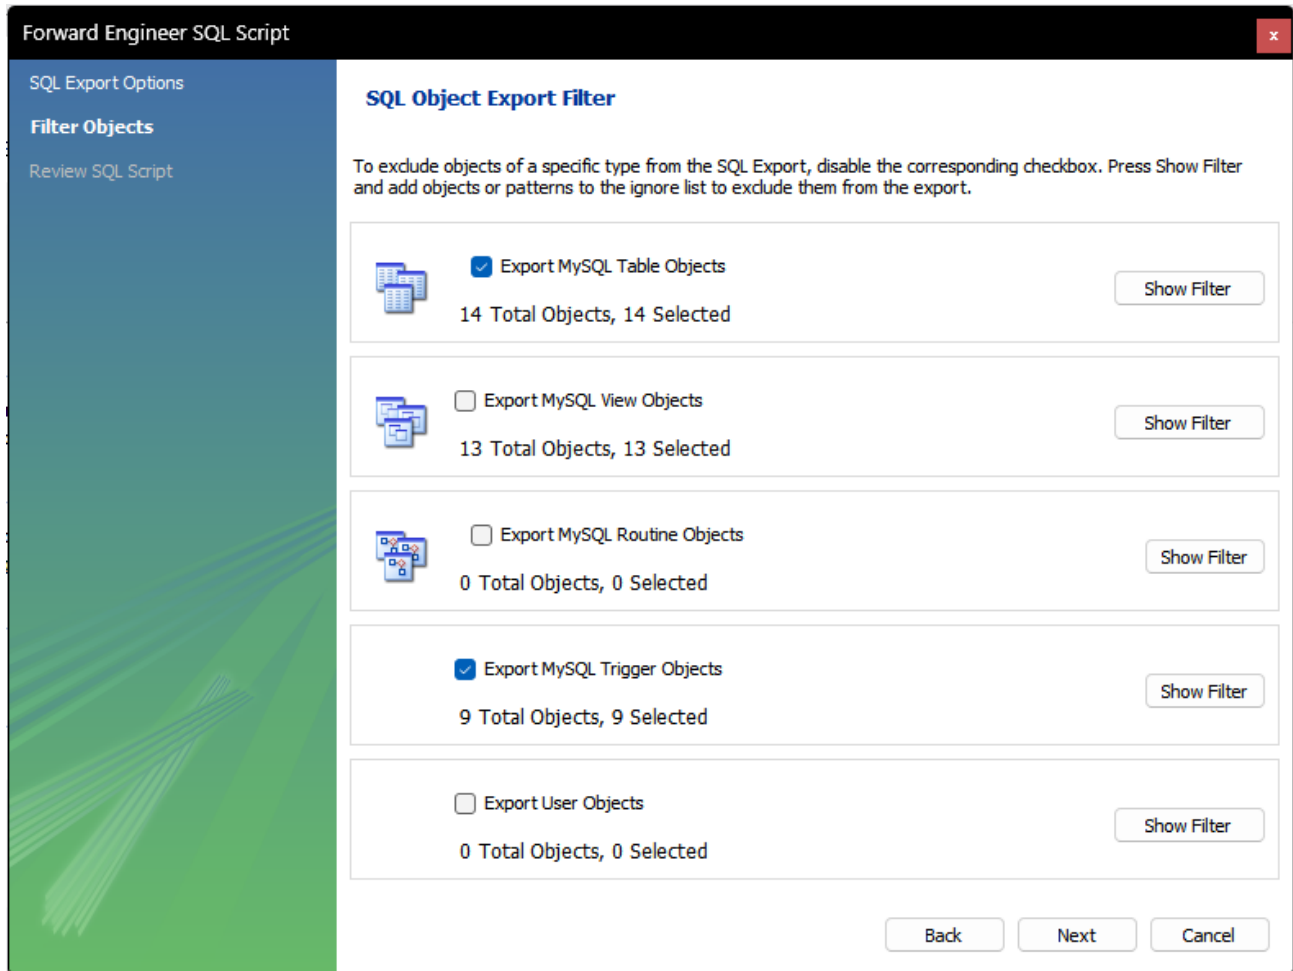 Forward Engineer SQL Script
x
SQL Export Options
Filter Objects
Review SQL Script
SQL Object Export Filter
To exclude objects of a specific type from the SQL Export, disable the corresponding checkbox. Press Show Filter
and add objects or patterns to the ignore list to exclude them from the export.
Export MySQL Table Objects
Show Filter
14 Total Objects, 14 Selected
Export MySQL View Objects
Show Filter
13 Total Objects, 13 Selected
Export MySQL Routine Objects
Show Filter
0 Total Objects, 0 Selected
Export MySQL Trigger Objects
Show Filter
9 Total Objects, 9 Selected
Export User Objects
Show Filter
0 Total Objects, 0 Selected
Back
Next
Cancel